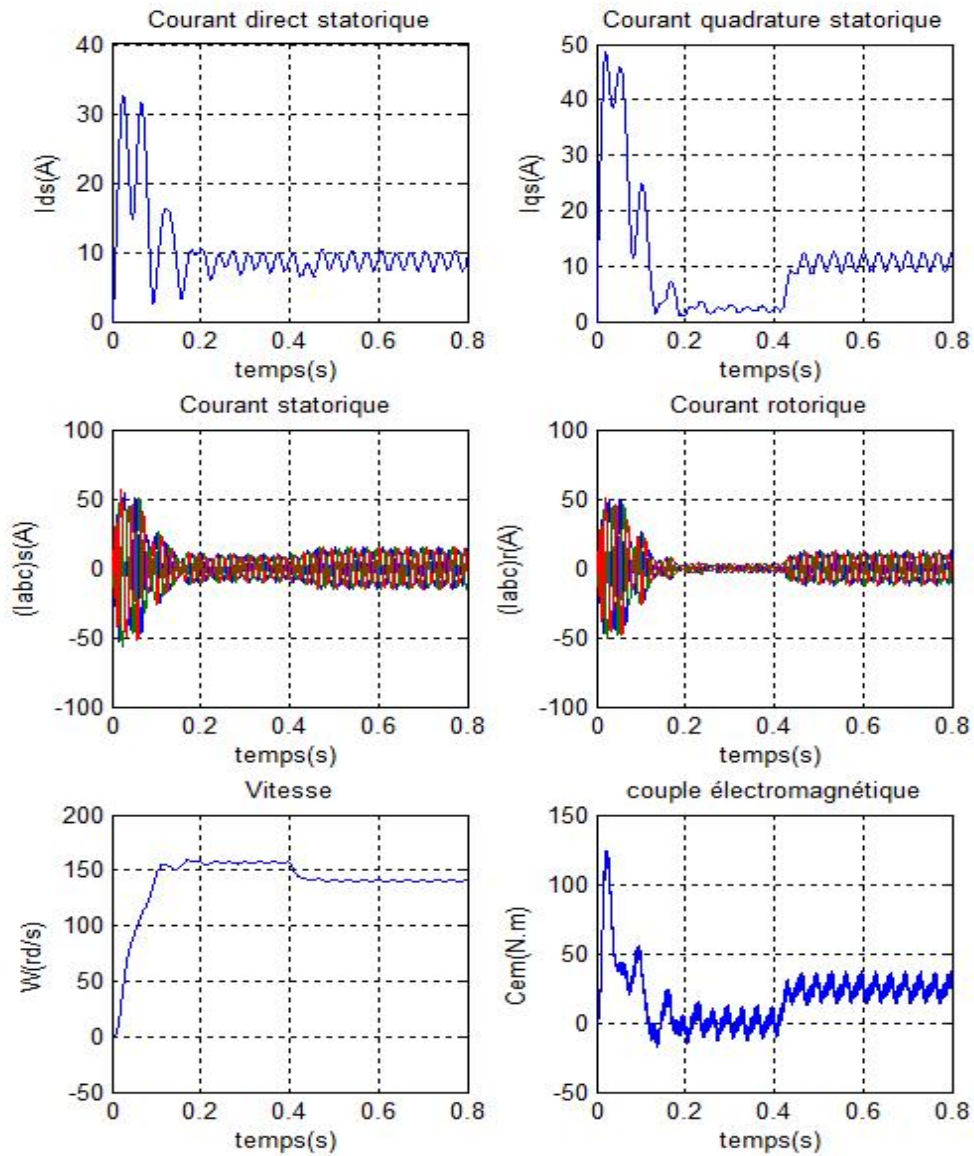 Courant direct statorique
Ids(A)
40
30
20
10
0
0 0.2 0.4 0.6 0.8
temps(s)
Courant quadrature statorique
Iqs(A)
50
40
30
20
10
0
0 0.2 0.4 0.6 0.8
temps(s)
Courant statorique
(Iabc)s(A)
100
50
0
-50
-100
0 0.2 0.4 0.6 0.8
temps(s)
Courant rotorique
(Iabc)r(A)
100
50
0
-50
-100
0 0.2 0.4 0.6 0.8
temps(s)
Vitesse
W(rd/s)
200
150
100
50
0
-50
0 0.2 0.4 0.6 0.8
temps(s)
couple électromagnétique
Cem(N.m)
150
100
50
0
-50
0 0.2 0.4 0.6 0.8
temps(s)